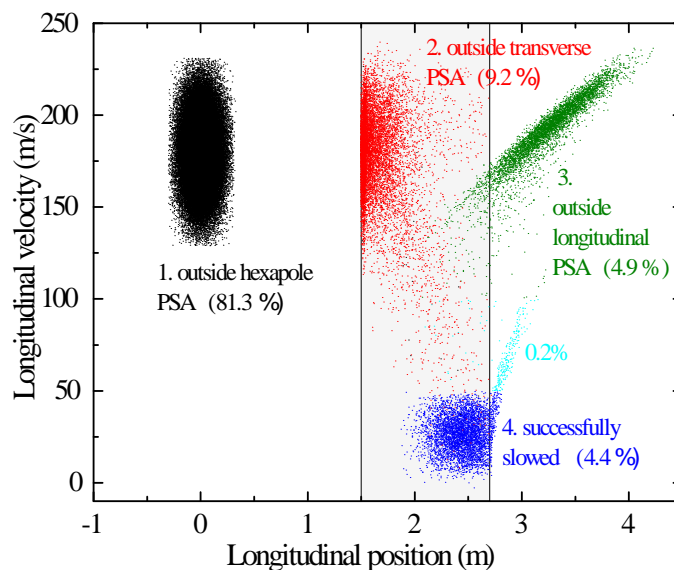 250
200
150
100
50
0
Longitudinal velocity (m/s)
2. outside transverse
PSA (9.2 %)
3.
outside
longitudinal
PSA (4.9 %)
1. outside hexapole
PSA (81.3 %)
0.2%
4. successfully
slowed (4.4 %)
-1 0 1 2 3 4
Longitudinal position (m)